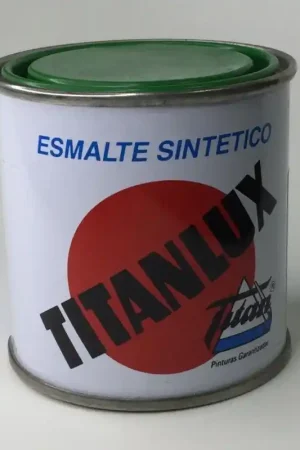 ESMALTE SINTETICO
TITANLUX
Titan ®
Pinturas Garantizadas